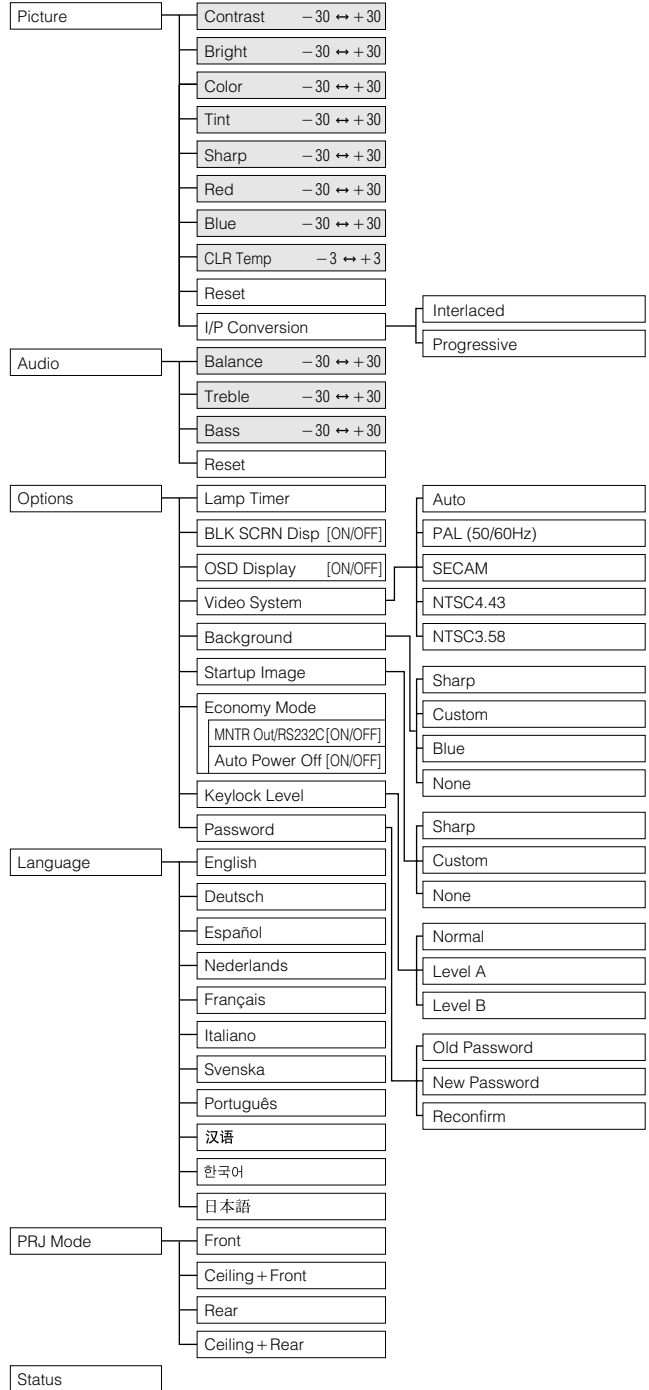 Picture
Contrast −30 ↔ +30
Bright −30 ↔ +30
Color −30 ↔ +30
Tint −30 ↔ +30
Sharp −30 ↔ +30
Red −30 ↔ +30
Blue −30 ↔ +30
CLR Temp −3 ↔ +3
Reset
I/P Conversion
Interlaced
Progressive
Audio
Balance −30 ↔ +30
Treble −30 ↔ +30
Bass −30 ↔ +30
Reset
Options
Lamp Timer
BLK SCRN Disp [ON/OFF]
OSD Display [ON/OFF]
Video System
Auto
PAL (50/60Hz)
SECAM
NTSC4.43
NTSC3.58
Background
Sharp
Custom
Blue
None
Startup Image
Sharp
Custom
None
Economy Mode
MNTR Out/RS232C[ON/OFF]
Auto Power Off [ON/OFF]
Keylock Level
Normal
Level A
Level B
Password
Old Password
New Password
Reconfirm
Language
English
Deutsch
Español
Nederlands
Français
Italiano
Svenska
Português
汉语
한국어
日本語
PRJ Mode
Front
Ceiling+Front
Rear
Ceiling+Rear
Status